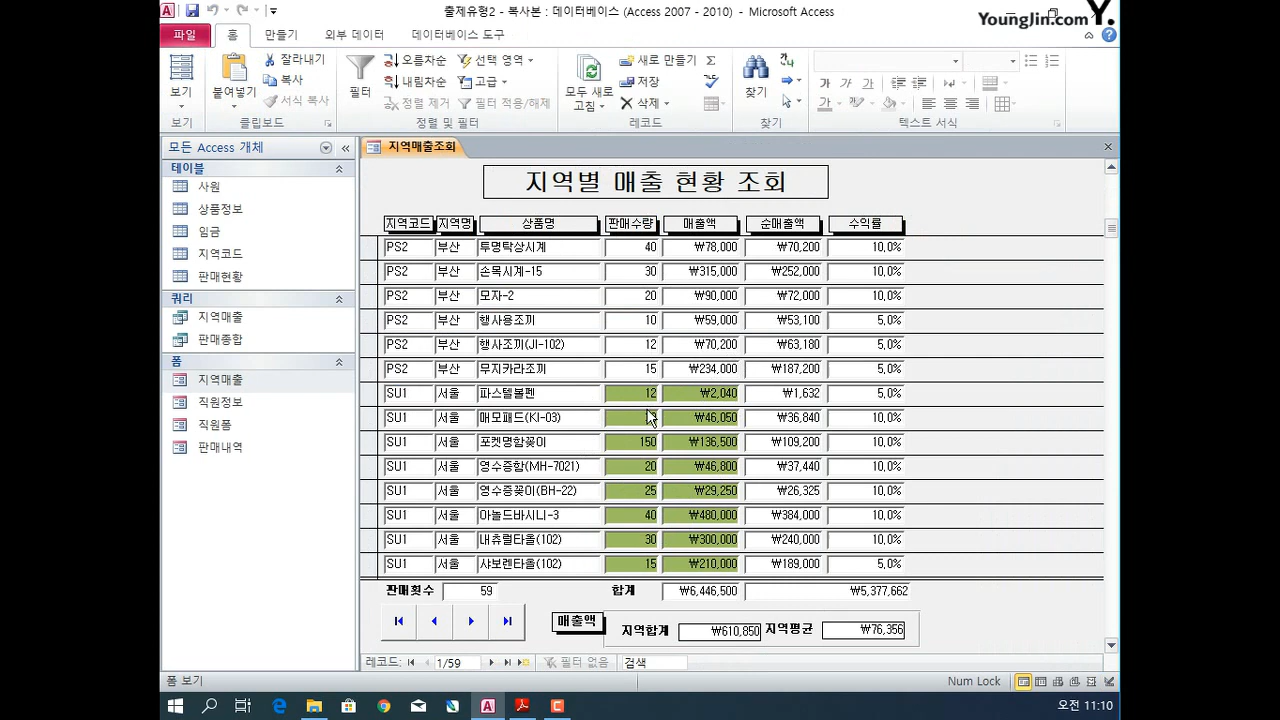 출제유형2 - 복사본 : 데이터베이스 (Access 2007 - 2010) - Microsoft Access
YoungJin.com Y.
파일 홈 만들기 외부 데이터 데이터베이스 도구
보기 붙여넣기 잘라내기 복사 서식 복사
필터 오름차순 내림차순 정렬 제거 선택 영역 고급 필터 적용/해제
모두 새로 고침 새로 만들기 저장 삭제 찾기
가 가 가
가
보기 클립보드 정렬 및 필터 레코드 찾기 텍스트 서식
모든 Access 개체
테이블
사원
상품정보
임금
지역코드
판매현황
쿼리
지역매출
판매종합
폼
지역매출
직원정보
직원폼
판매내역
지역매출조회
지역별 매출 현황 조회
지역코드 지역명 상품명 판매수량 매출액 순매출액 수익률
PS2 부산 투명탁상시계 40 ₩78,000 ₩70,200 10.0%
PS2 부산 손목시계-15 30 ₩315,000 ₩252,000 10.0%
PS2 부산 모자-2 20 ₩90,000 ₩72,000 10.0%
PS2 부산 행사용조끼 10 ₩59,000 ₩53,100 5.0%
PS2 부산 행사조끼(JI-102) 12 ₩70,200 ₩63,180 5.0%
PS2 부산 무지카라조끼 15 ₩234,000 ₩187,200 5.0%
SU1 서울 파스텔볼펜 12 ₩2,040 ₩1,632 5.0%
SU1 서울 매모패드(KI-03) ₩46,050 ₩36,840 10.0%
SU1 서울 포켓명함꽂이 150 ₩136,500 ₩109,200 10.0%
SU1 서울 영수증함(MH-7021) 20 ₩46,800 ₩37,440 10.0%
SU1 서울 영수증꽂이(BH-22) 25 ₩29,250 ₩26,325 10.0%
SU1 서울 아놀드바시니-3 40 ₩480,000 ₩384,000 10.0%
SU1 서울 내츄럴타올(102) 30 ₩300,000 ₩240,000 10.0%
SU1 서울 샤보렌타올(102) 15 ₩210,000 ₩189,000 5.0%
판매횟수 59 합계 ₩6,446,500 ₩5,377,662
매출액 지역합계 ₩610,850 지역평균 ₩76,356
레코드: 1/59 필터 없음 검색
폼 보기 Num Lock
오전 11:10